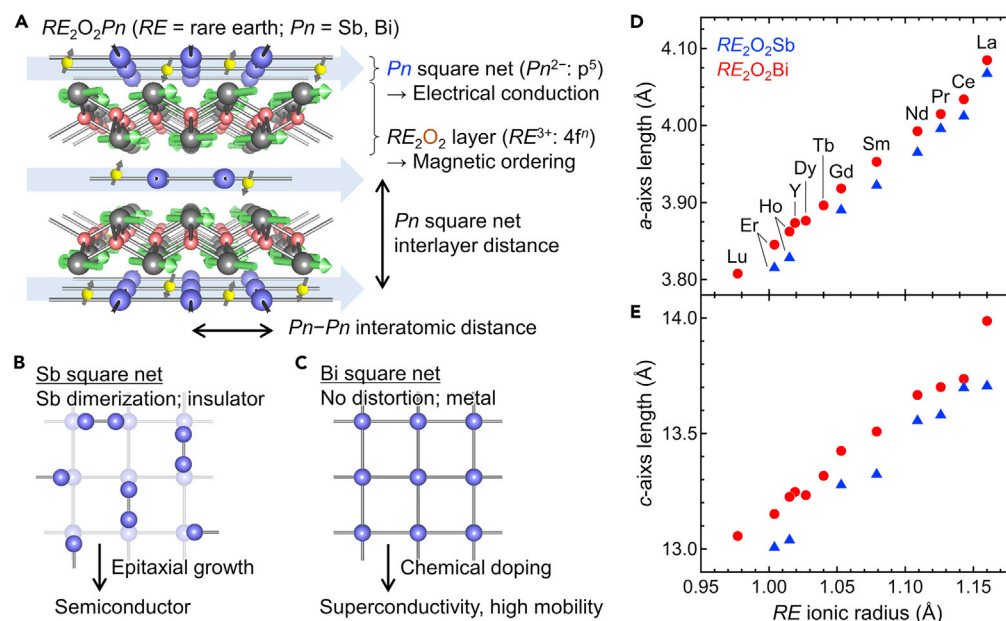 A RE₂O₂Pn (RE = rare earth; Pn = Sb, Bi)
Pn square net (Pn²⁻: p⁵)
→ Electrical conduction
RE₂O₂ layer (RE³⁺: 4fⁿ)
→ Magnetic ordering
Pn square net
interlayer distance
Pn−Pn interatomic distance
B
Sb square net
Sb dimerization; insulator
Epitaxial growth
Semiconductor
C
Bi square net
No distortion; metal
Chemical doping
Superconductivity, high mobility
D
RE₂O₂Sb
RE₂O₂Bi
a-aixs length (Å)
4.10
4.00
3.90
3.80
Lu
Er
Ho
Y
Dy
Tb
Gd
Sm
Nd
Pr
Ce
La
E
c-aixs length (Å)
14.0
13.5
13.0
0.95
1.00
1.05
1.10
1.15
RE ionic radius (Å)